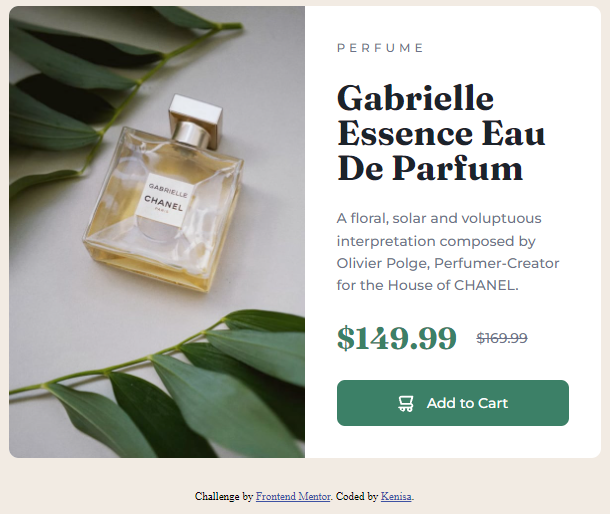 GABRIELLE
CHANEL
PARIS
PERFUME
Gabrielle
Essence Eau
De Parfum
A floral, solar and voluptuous
interpretation composed by
Olivier Polge, Perfumer-Creator
for the House of CHANEL.
$149.99 $169.99
Add to Cart
Challenge by Frontend Mentor. Coded by Kenisa.